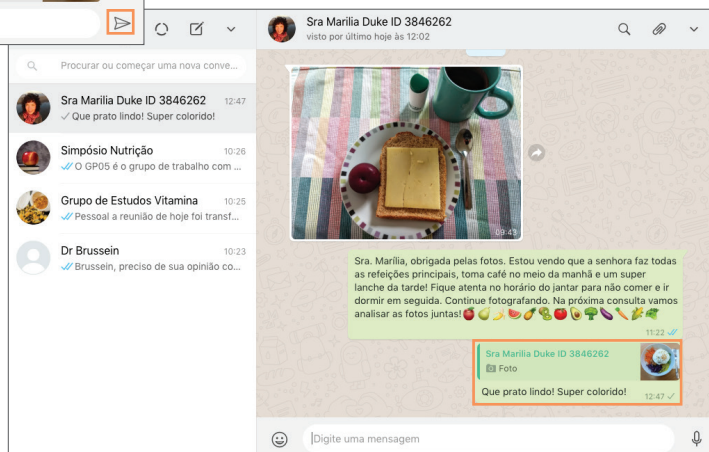 Sra Marilia Duke ID 3846262
visto por último hoje às 12:02
Procurar ou começar uma nova conve...
Sra Marilia Duke ID 3846262 12:47
Que prato lindo! Super colorido!
Simpósio Nutrição 10:26
O GP05 é o grupo de trabalho com ...
Grupo de Estudos Vitamina 10:25
Pessoal a reunião de hoje foi transf...
Dr Brussein 10:23
Brussein, preciso de sua opinião co...
09:43
Sra. Marília, obrigada pelas fotos. Estou vendo que a senhora faz todas
as refeições principais, toma café no meio da manhã e um super
lanche da tarde! Fique atenta no horário do jantar para não comer e ir
dormir em seguida. Continue fotografando. Na próxima consulta vamos
analisar as fotos juntas!
11:22
Sra Marilia Duke ID 3846262
Foto
Que prato lindo! Super colorido! 12:47
Digite uma mensagem